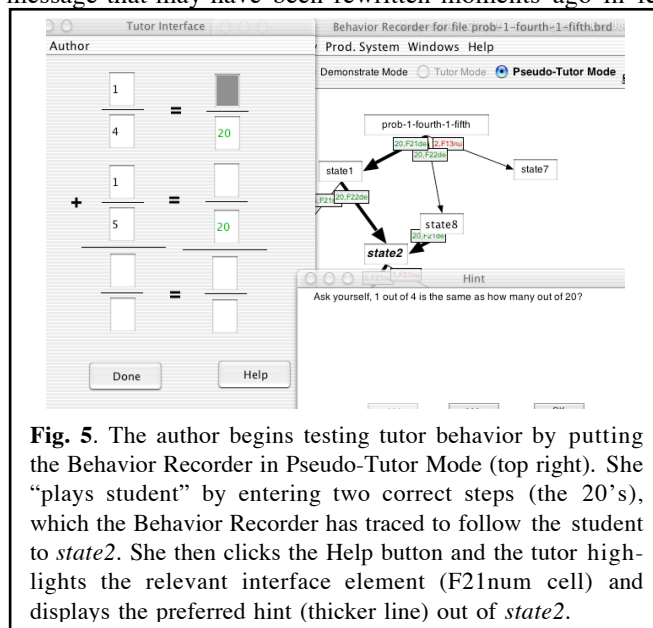 message that may have been rewritten moments ago in
Tutor Interface
Author
1
4
=
20
+
1
5
=
20
=
Done
Help
Behavior Recorder for file prob-1-fourth-1-fifth.brd
Prod. System Windows Help
Demonstrate Mode Tutor Mode Pseudo-Tutor Mode
prob-1-fourth-1-fifth
20,F21de 2,F13nu
20,F22de
state1
state7
20,F22de
state8
20,F21de
state2
Hint
Ask yourself, 1 out of 4 is the same as how many out of 20?
Fig. 5. The author begins testing tutor behavior by putting
the Behavior Recorder in Pseudo-Tutor Mode (top right). She
“plays student” by entering two correct steps (the 20’s),
which the Behavior Recorder has traced to follow the student
to state2. She then clicks the Help button and the tutor high-
lights the relevant interface element (F21num cell) and
displays the preferred hint (thicker line) out of state2.